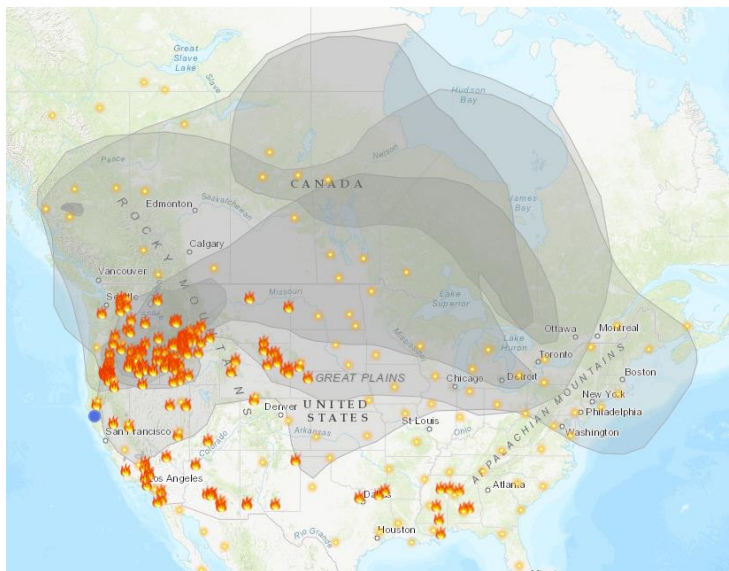 Great
Slave
Lake
Slave
Hudson
Bay
Peace
Nelson
CANADA
Edmonton
Saskatchewan
James
Bay
ROCKY MOUNTAINS
Calgary
Vancouver
Seattle
Missouri
Lake
Superior
Mississippi
Lake
Huron
Ottawa
Montreal
Toronto
GREAT PLAINS
Chicago
Detroit
Boston
New York
Philadelphia
Washington
APPALACHIAN MOUNTAINS
Denver
UNITED
STATES
St Louis
Ohio
Arkansas
San Francisco
Colorado
Los Angeles
Dallas
Atlanta
Houston
Rio Grande